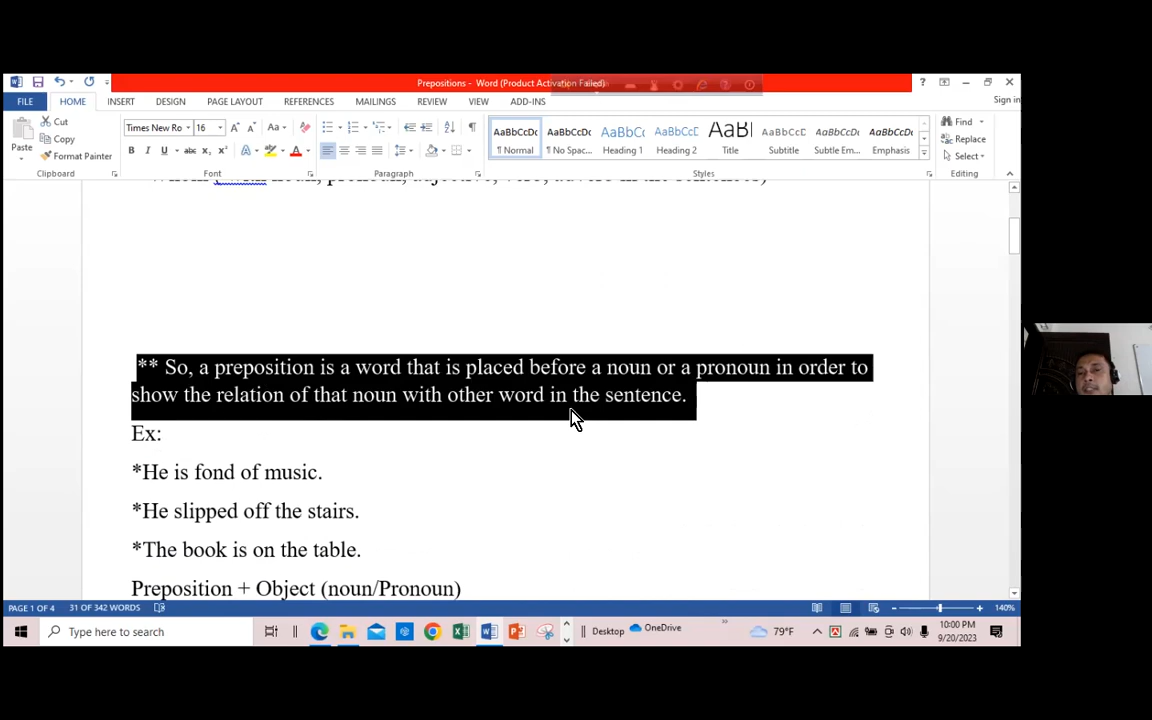 Prepositions - Word (Product Activation Failed)
?
Sign in
FILE HOME INSERT DESIGN PAGE LAYOUT REFERENCES MAILINGS REVIEW VIEW ADD-INS
Paste
Cut
Copy
Format Painter
Times New Ro 16
AaBbCcDc AaBbCcDc AaBbC AaBbCcD AaBl AaBbCcD AaBbCcDc AaBbCcDc
¶ Normal ¶ No Spac... Heading 1 Heading 2 Title Subtitle Subtle Em... Emphasis
Find
Replace
Select
Clipboard Font Paragraph Styles Editing
** So, a preposition is a word that is placed before a noun or a pronoun in order to
show the relation of that noun with other word in the sentence.
Ex:
*He is fond of music.
*He slipped off the stairs.
*The book is on the table.
Preposition + Object (noun/Pronoun)
PAGE 1 OF 4 31 OF 342 WORDS 140%
Type here to search
Desktop
OneDrive
79°F
10:00 PM
9/20/2023